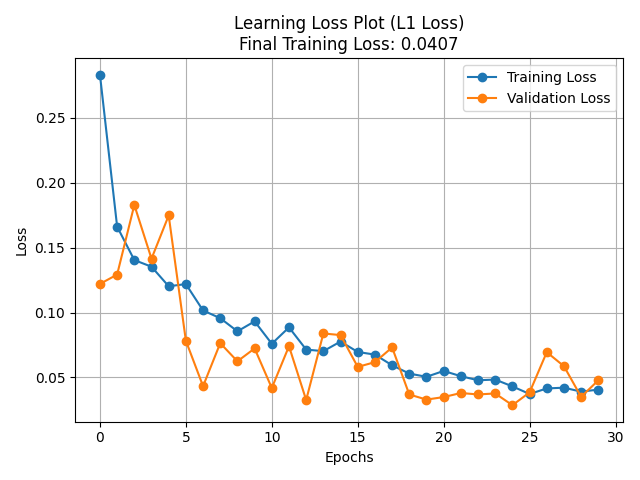 Learning Loss Plot (L1 Loss)
Final Training Loss: 0.0407
Training Loss
Validation Loss
0.25
0.20
0.15
0.10
0.05
Loss
0 5 10 15 20 25 30
Epochs